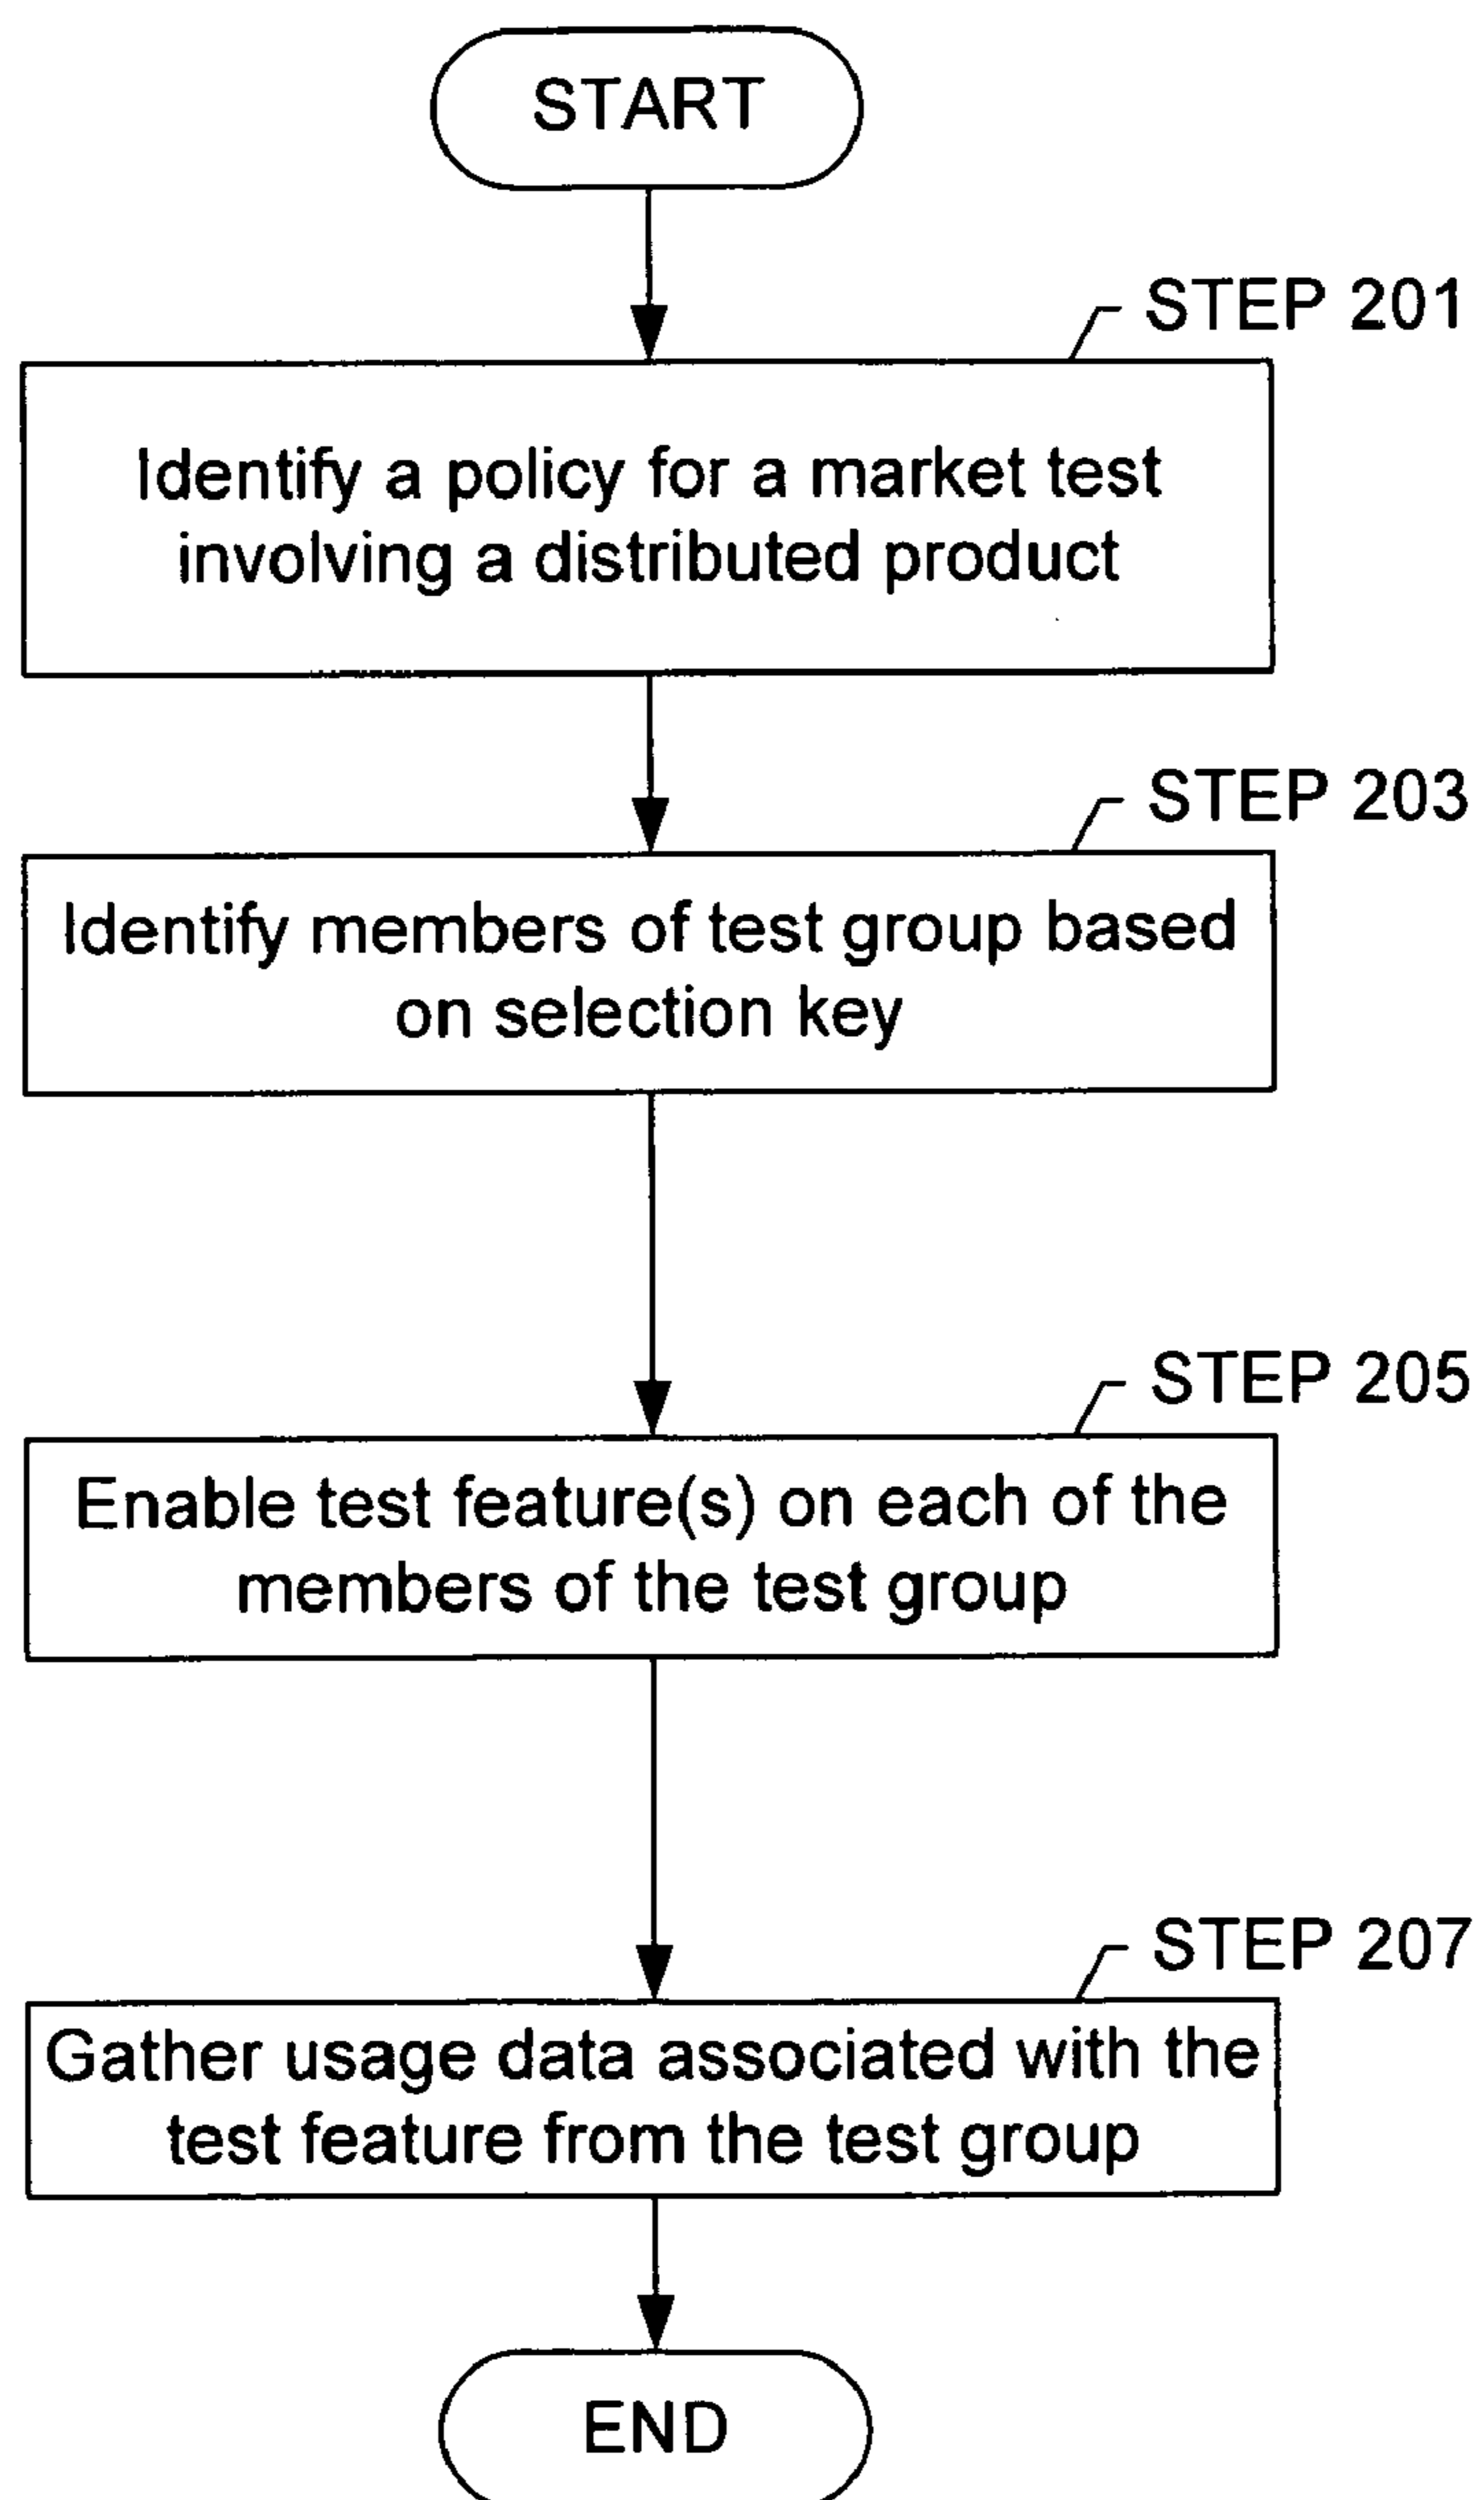 START
STEP 201
Identify a policy for a market test
involving a distributed product
STEP 203
Identify members of test group based
on selection key
STEP 205
Enable test feature(s) on each of the
members of the test group
STEP 207
Gather usage data associated with the
test feature from the test group
END